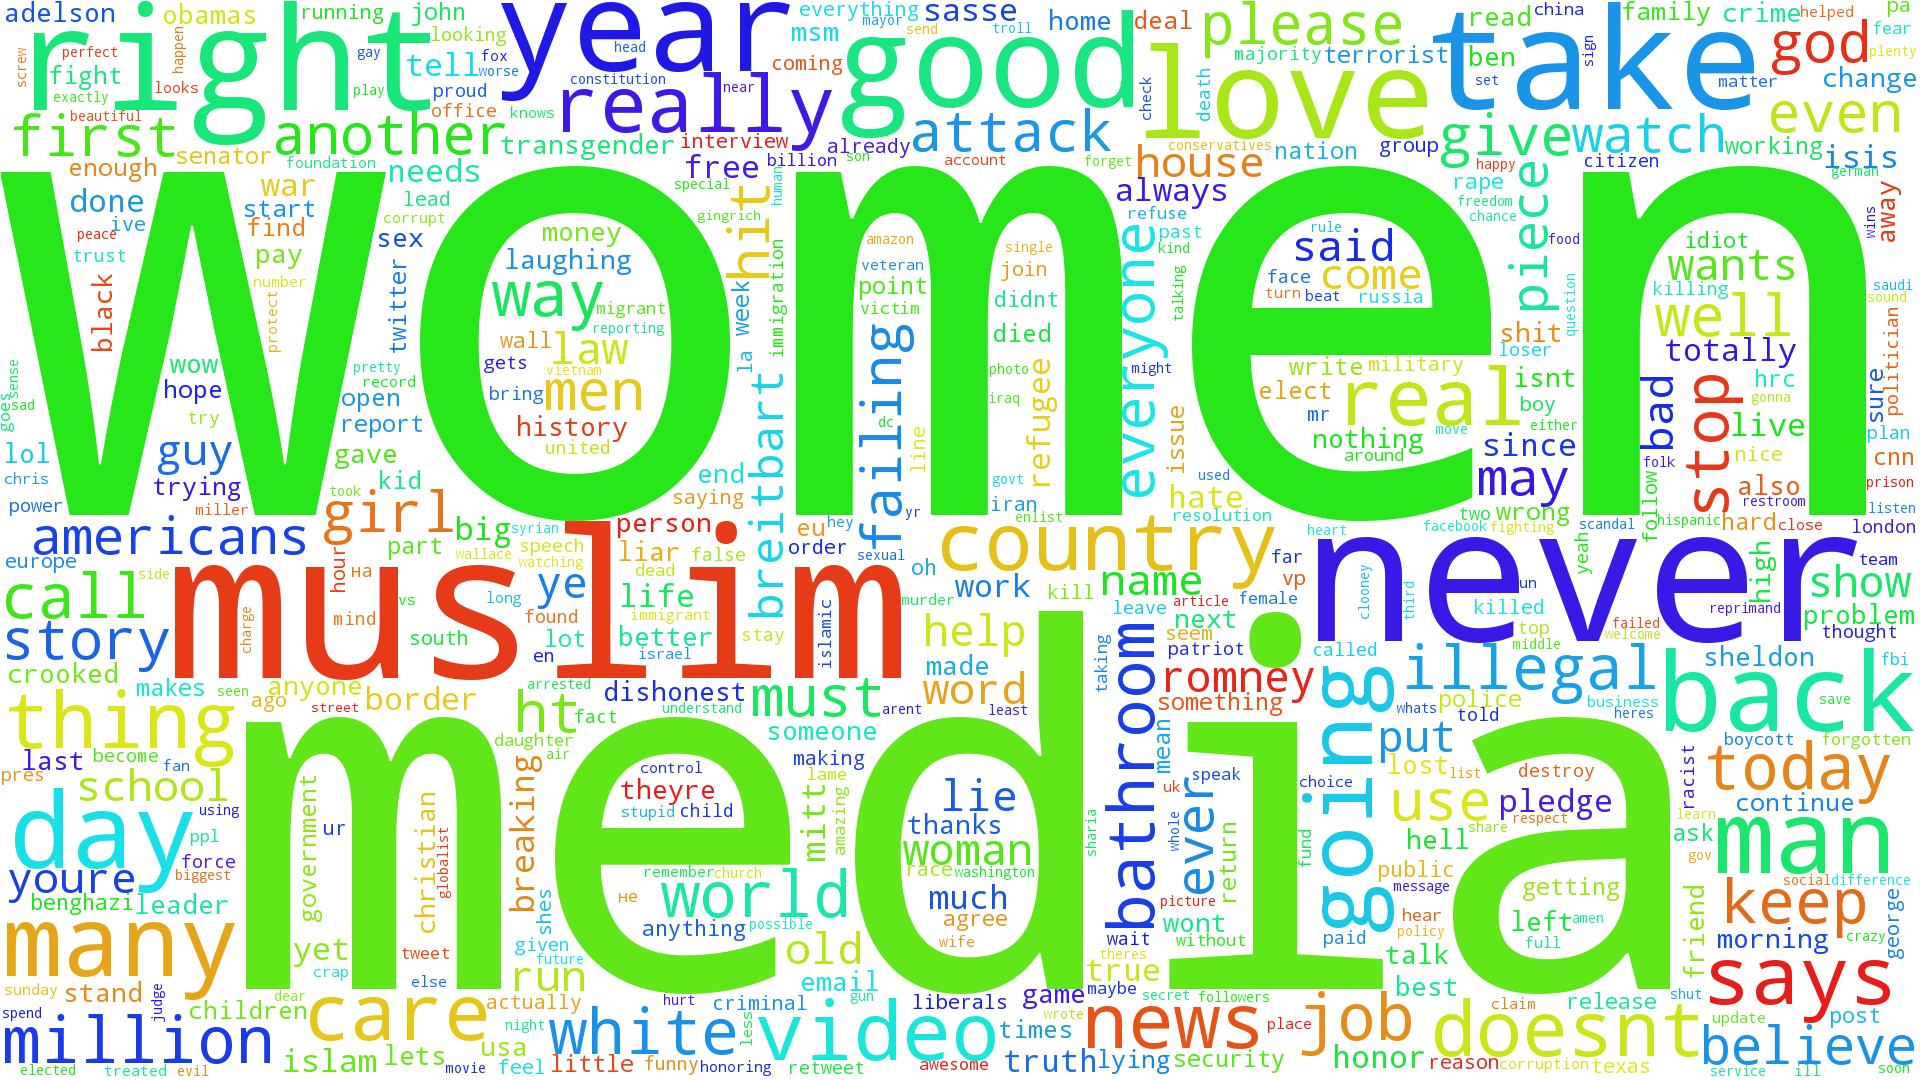 adelson
obamas
running
john
year
everything
sasse
home
deal
please
read
china
family
crime
helped
pa
right
perfect
happen
looking
fox
head
msm
mayor
send
troll
good
love
majority
terrorist
ben
take
sign
god
fear
plenty
screw
fight
looks
gay
tell
worse
constitution
coming
set
matter
change
exactly
play
proud
office
really
near
check
death
beautiful
knows
attack
even
first
another
transgender
interview
already
conservatives
give
watch
working
enough
senator
foundation
needs
free
billion
son
account
forget
house
nation
group
happy
citizen
isis
german
done
war
start
lead
special
hit
human
always
refuse
rape
freedom
chance
piece
away
wins
ive
find
corrupt
gingrich
past
kind
peace
trust
pay
sex
women
money
laughing
way
migrant
reporting
immigration
amazon
veteran
point
victim
single
join
didnt
died
everyone
talking
rule
said
face
come
turn
beat
russia
food
question
idiot
wants
killing
well
saudi
sound
black
number
protect
twitter
la
week
wall
law
gets
vietnam
men
bring
history
united
failing
photo
iraq
dc
line
refugee
might
write
military
elect
real
mr
nothing
move
around
shit
loser
isnt
boy
either
since
totally
bad
stop
hrc
gonna
live
nice
sure
politician
plan
cnn
sense
goes
sad
wow
hope
try
pretty
record
open
report
breitbart
issue
lol
chris
guy
trying
gave
kid
end
saying
govt
iran
used
hate
resolution
may
folk
follow
also
restroom
prison
listen
power
miller
took
girl
big
syrian
person
eu
hey
yr
enlist
heart
two
wrong
facebook
fighting
scandal
hispanic
hard
close
london
americans
part
wallace
speech
watching
liar
false
order
sexual
country
far
never
yeah
high
team
europe
side
hour
на
muslim
dead
oh
work
name
vp
un
show
call
vs
long
ye
life
immigrant
islamic
murder
kill
leave
article
female
clooney
third
killed
reprimand
problem
story
charge
mind
south
found
lot
better
stay
help
next
seem
top
failed
welcome
thought
en
israel
made
taking
patriot
called
middle
crooked
makes
seen
ago
anyone
border
arrested
dishonest
must
word
bathroom
romney
going
illegal
sheldon
fbi
back
thing
street
ht
fact
understand
arent
least
something
whats
police
told
business
heres
save
daughter
air
someone
mean
put
boycott
forgotten
last
become
fan
media
control
making
speak
lost
list
destroy
racist
today
pres
school
government
breaking
theyre
stupid
child
lame
mitt
amazing
lie
uk
choice
use
pledge
continue
day
using
ppl
ur
christian
globalist
thanks
sharia
whole
ever
return
fund
hell
share
respect
learn
ask
man
force
biggest
remember
church
woman
race
washington
public
message
gov
youre
не
world
much
picture
getting
social
difference
benghazi
leader
shes
anything
possible
agree
wife
wont
hear
policy
left
amen
full
friend
keep
george
many
yet
tweet
given
future
old
wait
without
paid
talk
morning
crazy
crap
else
run
email
theres
true
best
says
sunday
stand
judge
dear
care
actually
hurt
criminal
gun
liberals
game
maybe
secret
followers
claim
release
shut
spend
children
night
white
less
video
times
wrote
news
place
job
doesnt
update
post
million
islam
lets
usa
feel
little
funny
honoring
retweet
awesome
truth
lying
security
honor
reason
corruption
texas
believe
elected
treated
evil
movie
service
ill
soon